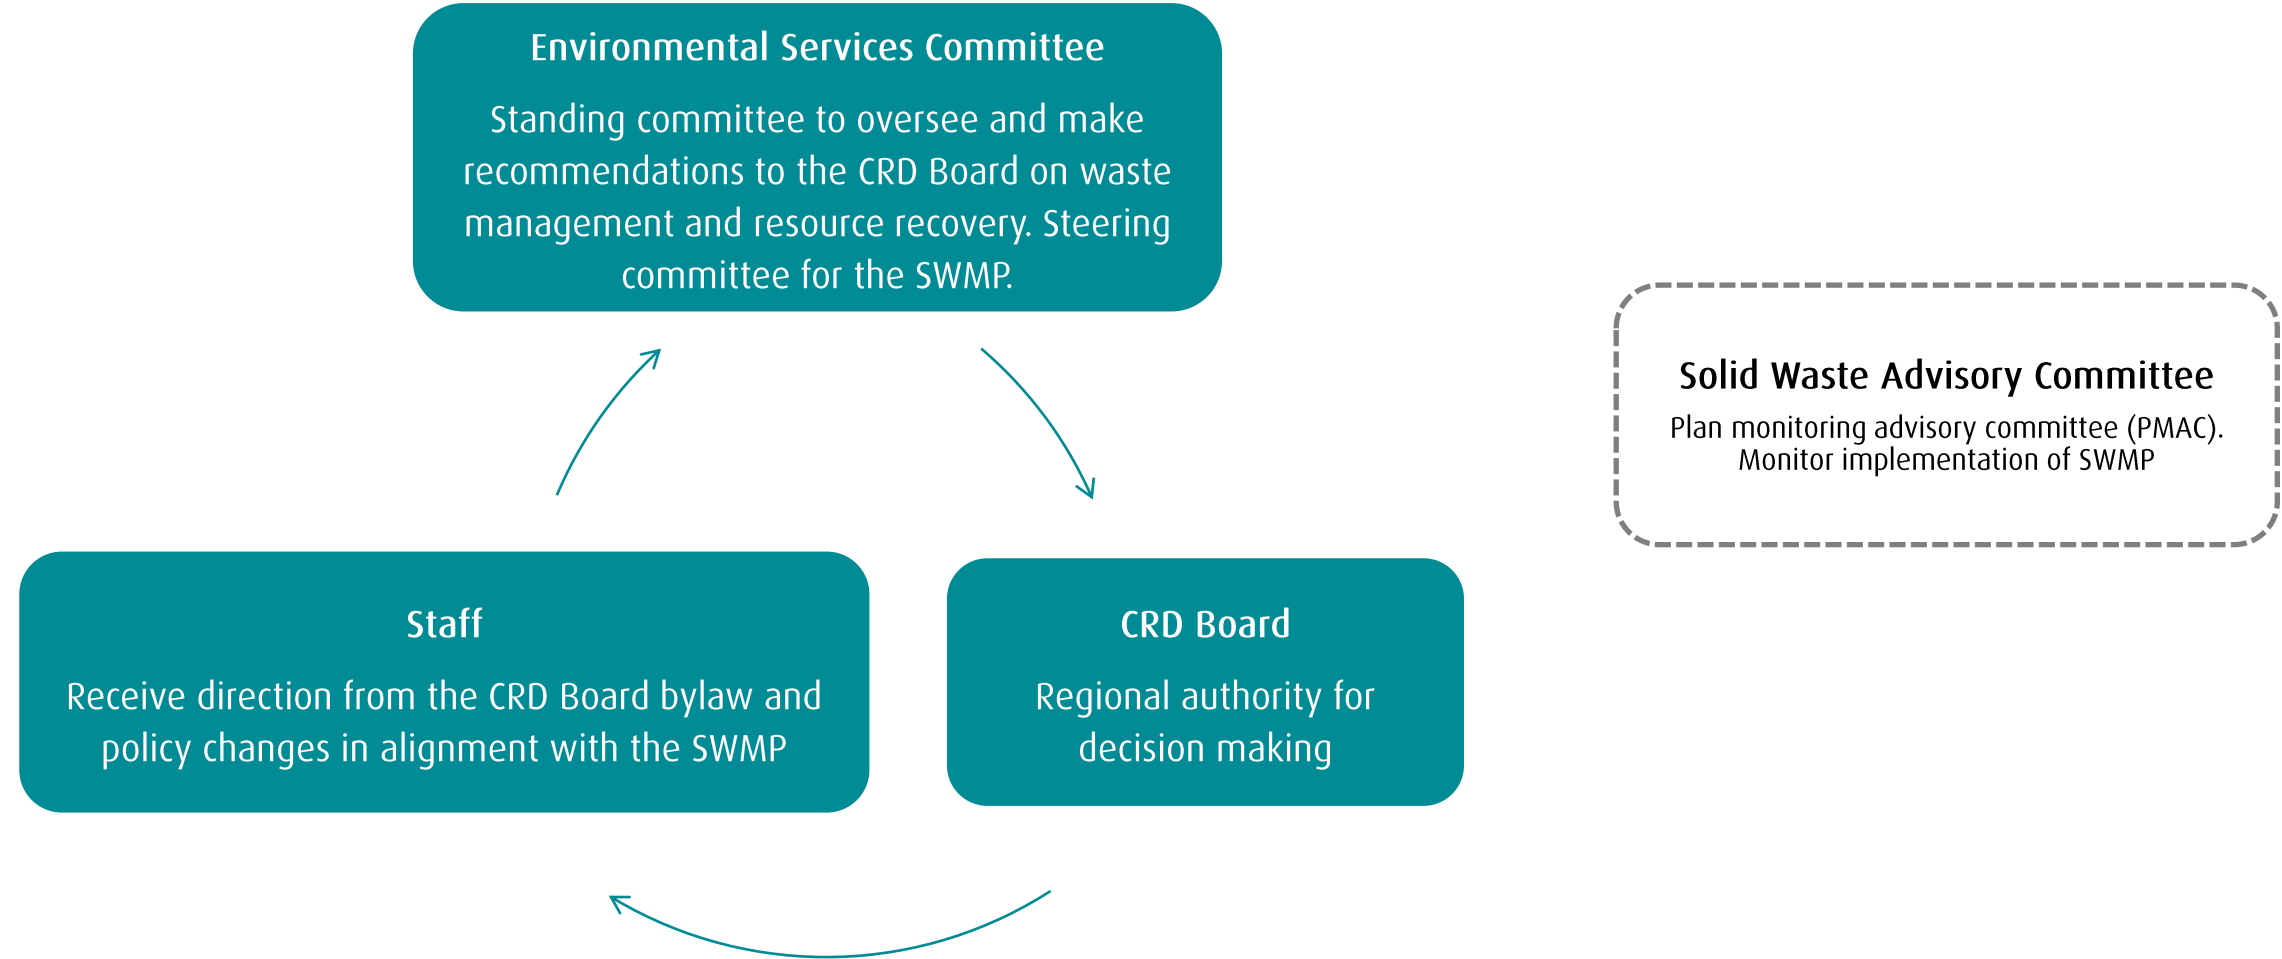 Environmental Services Committee
Standing committee to oversee and make
recommendations to the CRD Board on waste
management and resource recovery. Steering
committee for the SWMP.
Solid Waste Advisory Committee
Plan monitoring advisory committee (PMAC).
Monitor implementation of SWMP
Staff
Receive direction from the CRD Board bylaw and
policy changes in alignment with the SWMP
CRD Board
Regional authority for
decision making